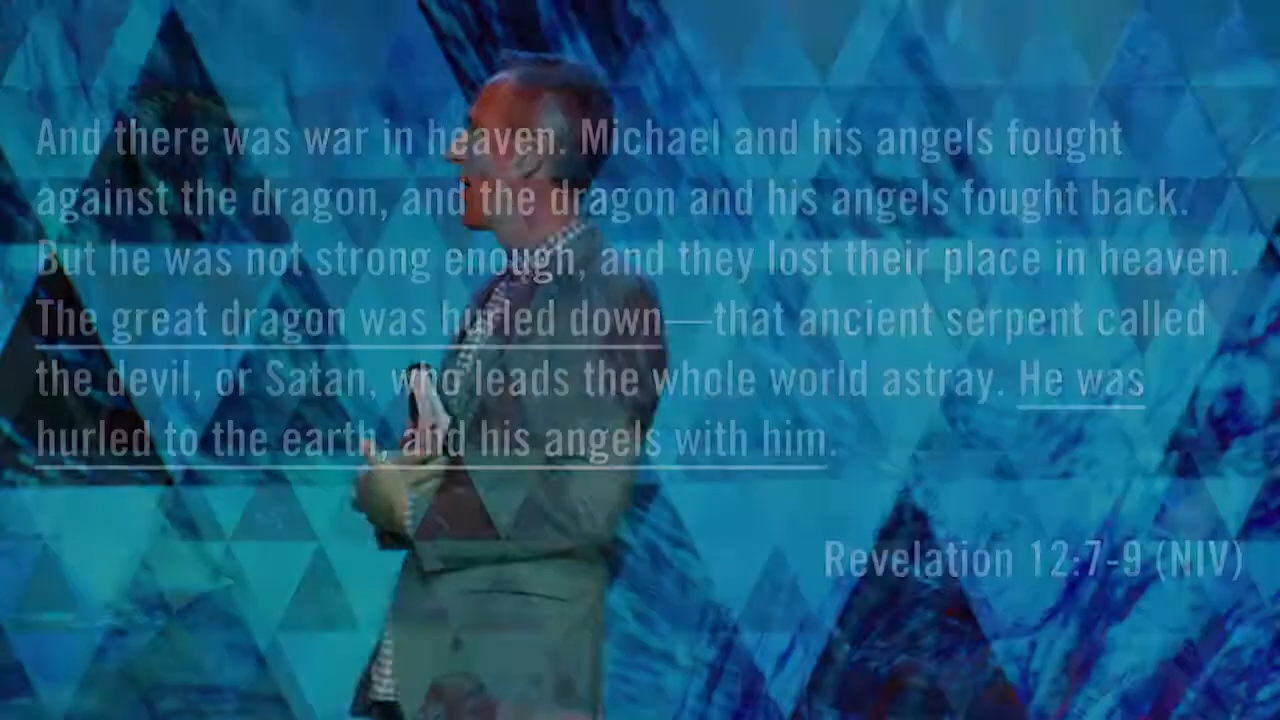 And there was war in heaven. Michael and his angels fought
against the dragon, and the dragon and his angels fought back.
But he was not strong enough, and they lost their place in heaven.
The great dragon was hurled down—that ancient serpent called
the devil, or Satan, who leads the whole world astray. He was
hurled to the earth, and his angels with him.
Revelation 12:7-9 (NIV)